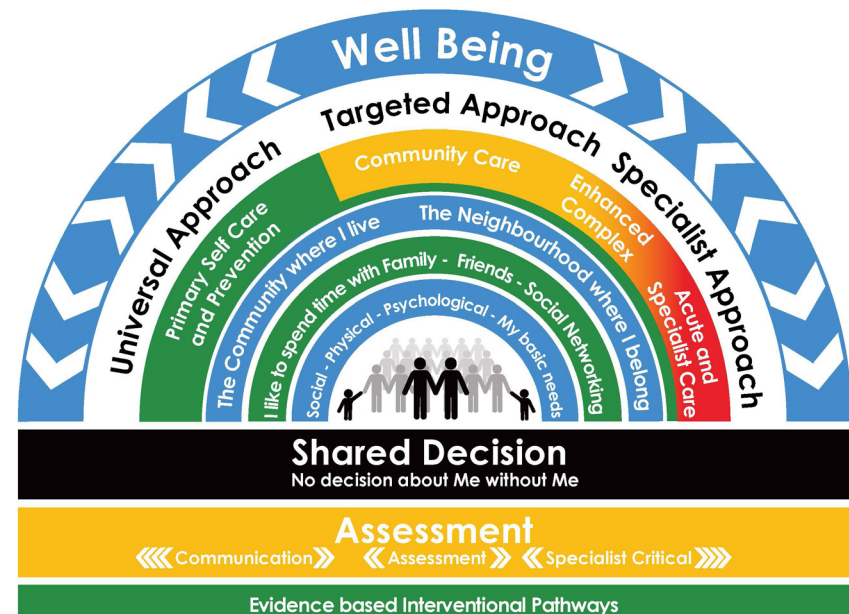 Well Being
Universal Approach
Targeted Approach
Specialist Approach
Primary Self Care
and Prevention
Community Care
Enhanced
Complex
Acute and
Specialist Care
The Community where I live
The Neighbourhood where I belong
I like to spend time with Family - Friends - Social Networking
Social - Physical - Psychological - My basic needs
Shared Decision
No decision about Me without Me
Assessment
Communication
Assessment
Specialist Critical
Evidence based Interventional Pathways